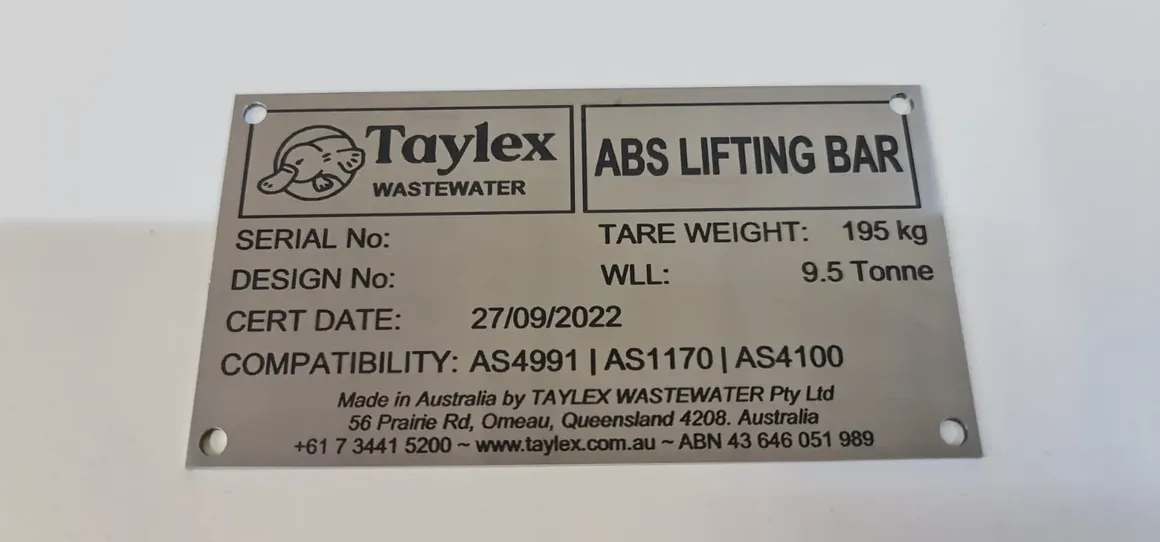 Taylex
WASTEWATER
ABS LIFTING BAR
SERIAL No:
TARE WEIGHT: 195 kg
DESIGN No:
WLL: 9.5 Tonne
CERT DATE: 27/09/2022
COMPATIBILITY: AS4991 | AS1170 | AS4100
Made in Australia by TAYLEX WASTEWATER Pty Ltd
56 Prairie Rd, Omeau, Queensland 4208. Australia
+61 7 3441 5200 ~ www.taylex.com.au ~ ABN 43 646 051 989